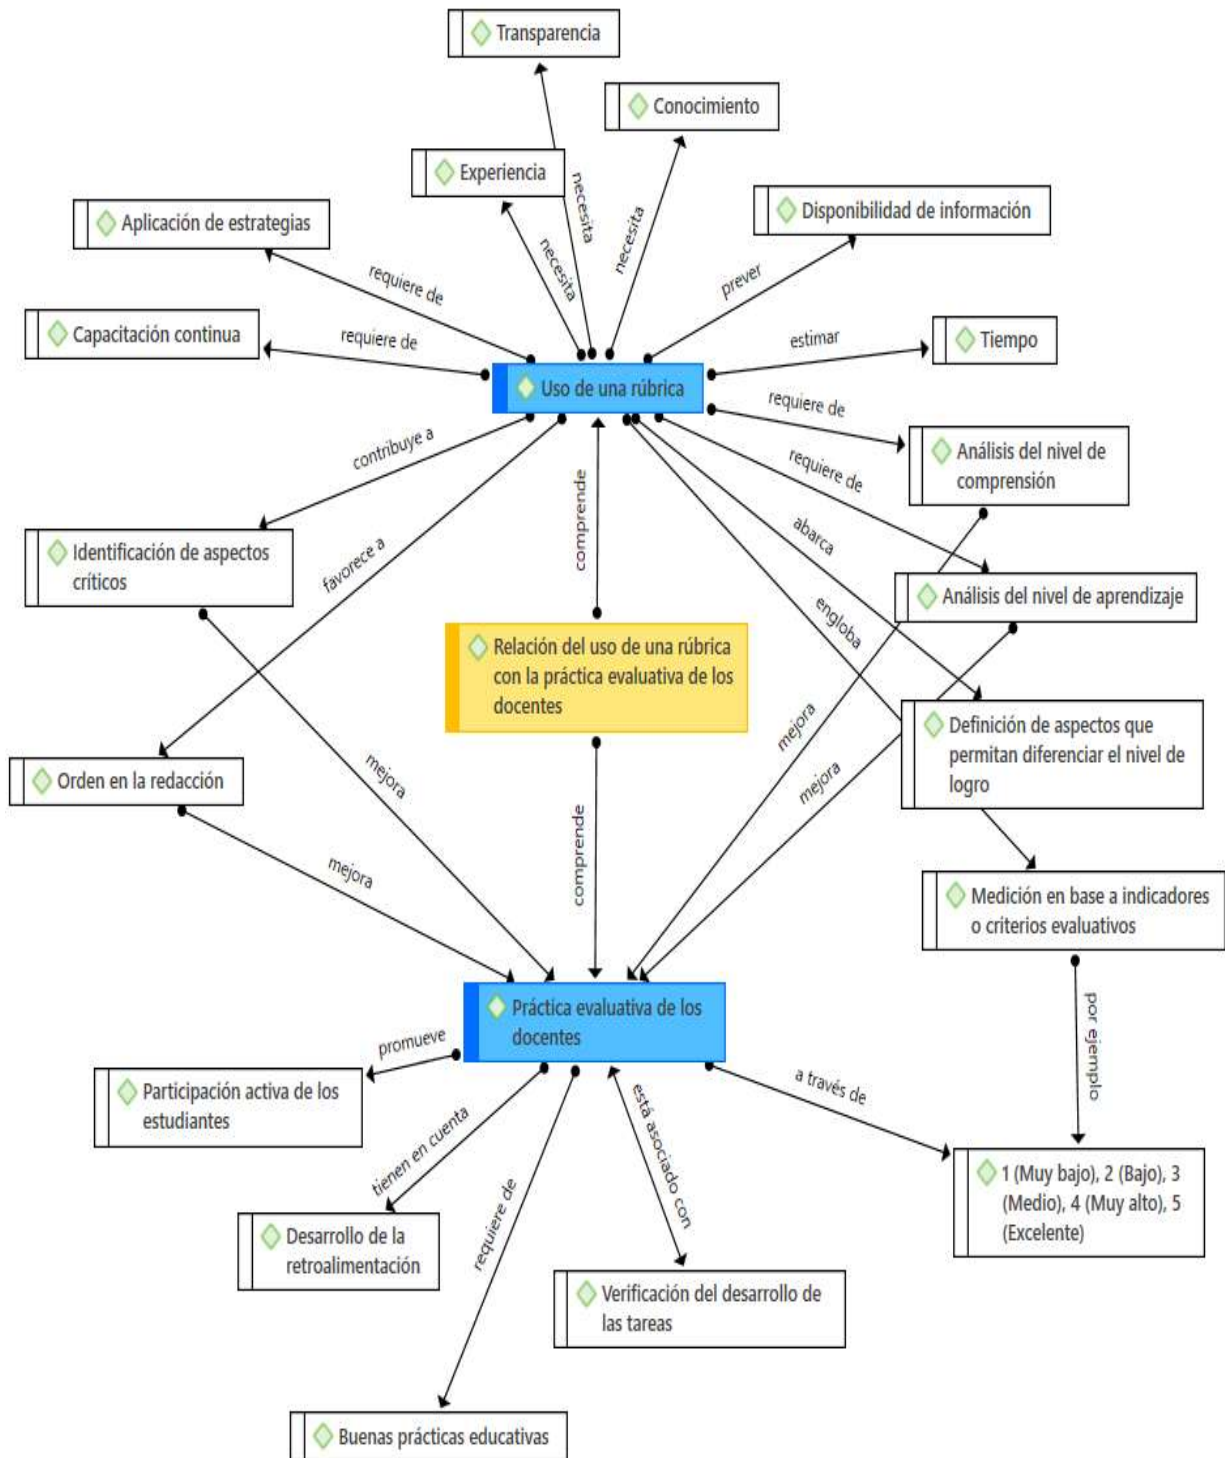 Transparencia
Conocimiento
necesita
Experiencia
necesita
necesita
Disponibilidad de información
prever
Aplicación de estrategias
requiere de
Capacitación continua
requiere de
estimar
Tiempo
Uso de una rúbrica
requiere de
Análisis del nivel de
comprensión
contribuye a
requiere de
favorece a
comprende
abarca
Identificación de aspectos
críticos
engloba
Análisis del nivel de aprendizaje
Relación del uso de una rúbrica
con la práctica evaluativa de los
docentes
mejora
mejora
mejora
Definición de aspectos que
permitan diferenciar el nivel de
logro
Orden en la redacción
mejora
comprende
Medición en base a indicadores
o criterios evaluativos
por ejemplo
Práctica evaluativa de los
docentes
promueve
a través de
Participación activa de los
estudiantes
tienen en cuenta
está asociado con
requiere de
1 (Muy bajo), 2 (Bajo), 3
(Medio), 4 (Muy alto), 5
(Excelente)
Desarrollo de la
retroalimentación
Verificación del desarrollo de
las tareas
Buenas prácticas educativas